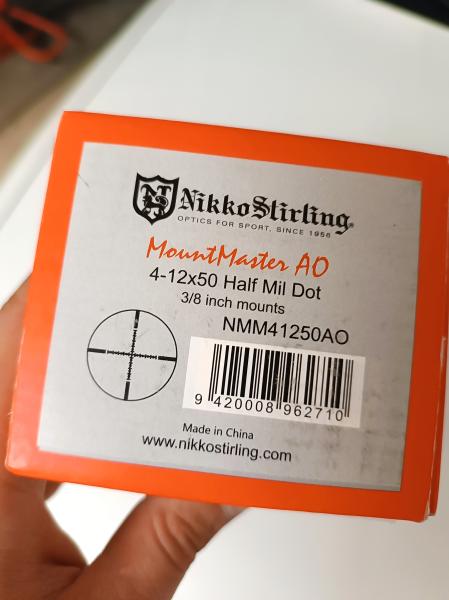 NS
NikkoStirling®
OPTICS FOR SPORT, SINCE 1956
MountMaster AO
4-12x50 Half Mil Dot
3/8 inch mounts
NMM41250AO
9 420008 962710
Made in China
www.nikkostirling.com